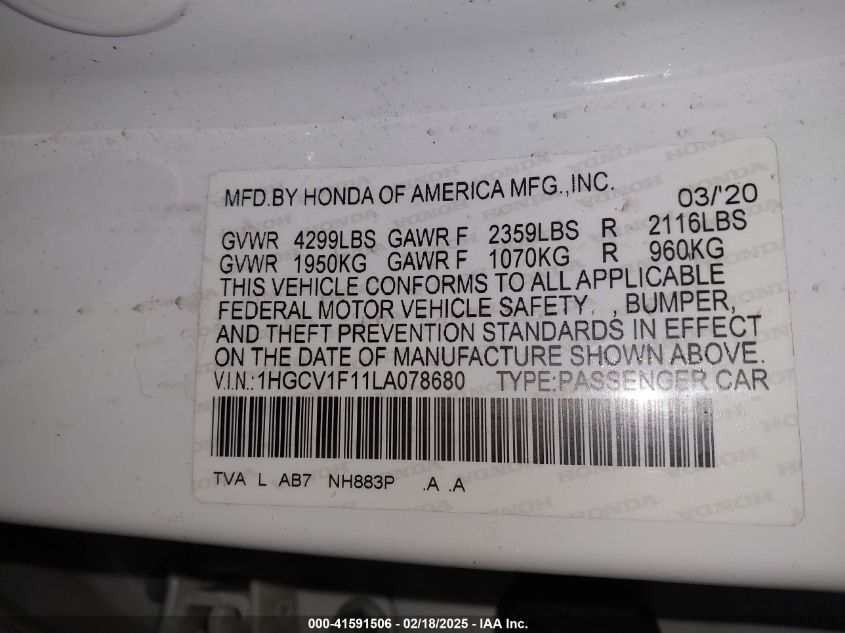 MFD.BY HONDA OF AMERICA MFG.,INC. 03/'20
GVWR 4299LBS GAWR F 2359LBS R 2116LBS
GVWR 1950KG GAWR F 1070KG R 960KG
THIS VEHICLE CONFORMS TO ALL APPLICABLE
FEDERAL MOTOR VEHICLE SAFETY. , BUMPER,
AND THEFT PREVENTION STANDARDS IN EFFECT
ON THE DATE OF MANUFACTURE SHOWN ABOVE.
V.I.N.:1HGCV1F11LA078680 TYPE:PASSENGER CAR
TVA L AB7 NH883P .A .A
000-41591506 - 02/18/2025 - IAA Inc.